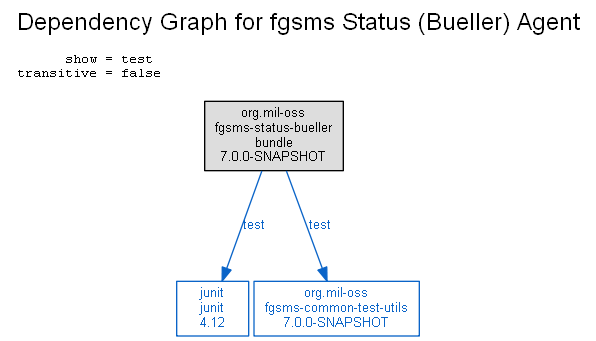 Dependency Graph for fgsms Status (Bueller) Agent
show = test
transitive = false
org.mil-oss
fgsms-status-bueller
bundle
7.0.0-SNAPSHOT
test
test
junit
junit
4.12
org.mil-oss
fgsms-common-test-utils
7.0.0-SNAPSHOT